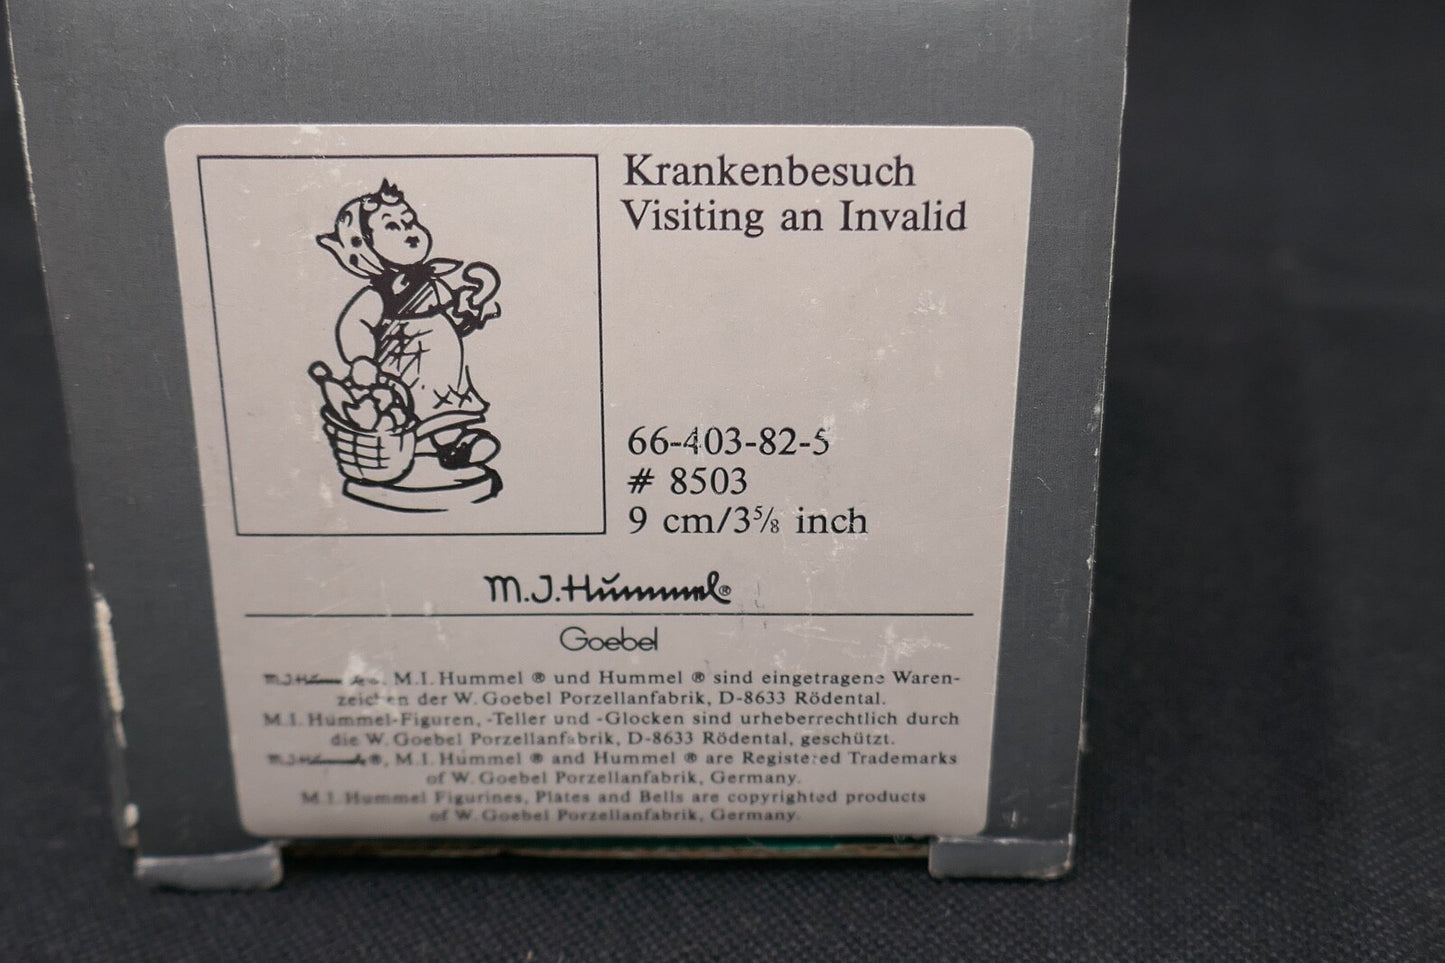 Krankenbesuch
Visiting an Invalid
66-403-82-5
# 8503
9 cm/3⅝ inch
M.J.Hümmel®
Goebel
M.I. Hummel ® und Hummel ® sind eingetragene Waren-
zeichen der W. Goebel Porzellanfabrik, D-8633 Rödental.
M.I. Hummel-Figuren, -Teller und -Glocken sind urheberrechtlich durch
die W. Goebel Porzellanfabrik, D-8633 Rödental, geschützt.
M.J.Hümmel®, M.I. Hummel ® and Hummel ® are Registered Trademarks
of W. Goebel Porzellanfabrik, Germany.
M.I. Hummel Figurines, Plates and Bells are copyrighted products
of W. Goebel Porzellanfabrik, Germany.